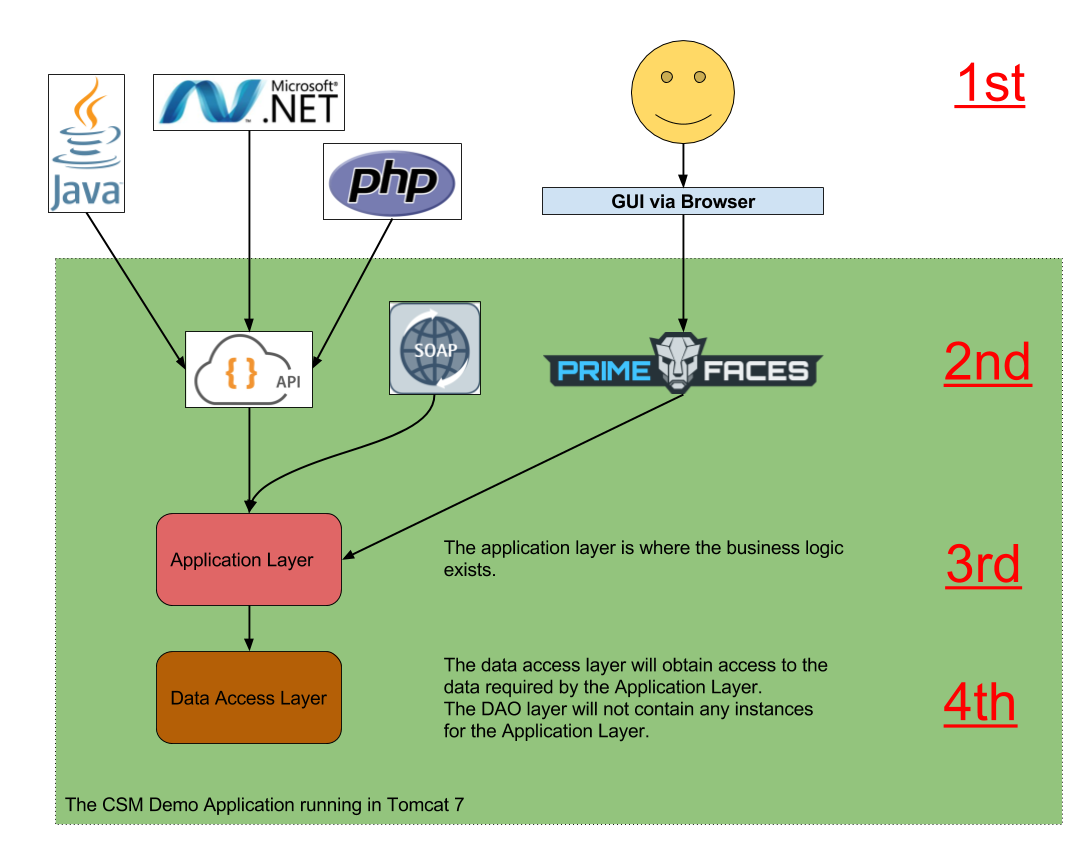 1st
Microsoft®
.NET
™
Java™
php
GUI via Browser
{ } API
SOAP
PRIME FACES
2nd
Application Layer
The application layer is where the business logic
exists.
3rd
Data Access Layer
The data access layer will obtain access to the
data required by the Application Layer.
The DAO layer will not contain any instances
for the Application Layer.
4th
The CSM Demo Application running in Tomcat 7